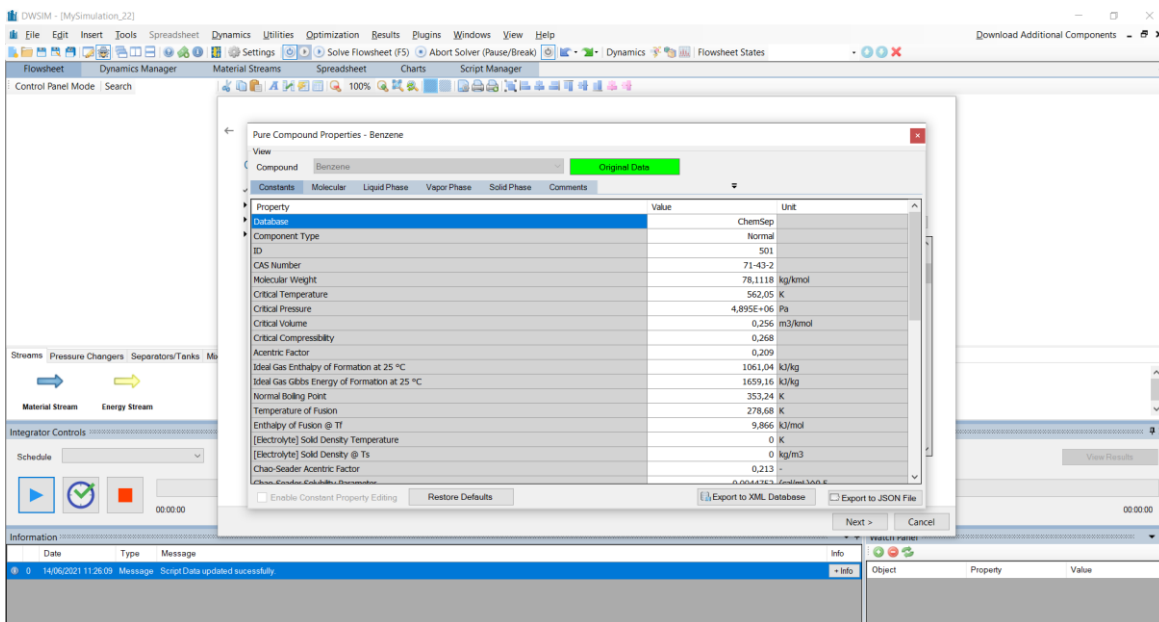 DWSIM - [MySimulation_22]
File Edit Insert Tools Spreadsheet Dynamics Utilities Optimization Results Plugins Windows View Help Download Additional Components
Settings Solve Flowsheet (F5) Abort Solver (Pause/Break) Dynamics Flowsheet States
Flowsheet Dynamics Manager Material Streams Spreadsheet Charts Script Manager
Control Panel Mode Search 100%
Pure Compound Properties - Benzene
View
Compound Benzene Original Data
Constants Molecular Liquid Phase Vapor Phase Solid Phase Comments
Property Value Unit
Database ChemSep
Component Type Normal
ID 501
CAS Number 71-43-2
Molecular Weight 78,1118 kg/kmol
Critical Temperature 562,05 K
Critical Pressure 4,895E+06 Pa
Critical Volume 0,256 m3/kmol
Critical Compressibility 0,268
Acentric Factor 0,209
Ideal Gas Enthalpy of Formation at 25 °C 1061,04 kJ/kg
Ideal Gas Gibbs Energy of Formation at 25 °C 1659,16 kJ/kg
Normal Boiling Point 353,24 K
Temperature of Fusion 278,68 K
Enthalpy of Fusion @ Tf 9,866 kJ/mol
[Electrolyte] Solid Density Temperature 0 K
[Electrolyte] Solid Density @ Ts 0 kg/m3
Chao-Seader Acentric Factor 0,213 -
Chao-Seader Solubility Parameter
Enable Constant Property Editing Restore Defaults Export to XML Database Export to JSON File
Next > Cancel
Streams Pressure Changers Separators/Tanks
Material Stream Energy Stream
Integrator Controls
Schedule View Results
00:00:00 00:00:00
Information Watch Panel
Date Type Message Info
0 14/06/2021 11:26:09 Message Script Data updated sucessfully. + Info
Object Property Value